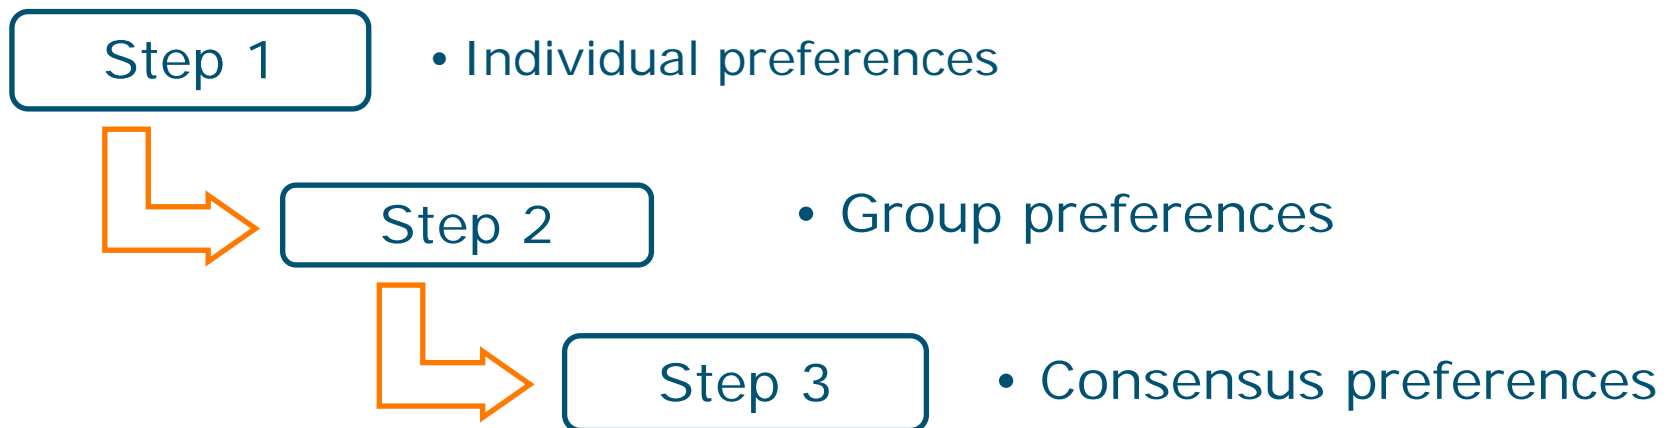 Step 1
• Individual preferences
Step 2
• Group preferences
Step 3
• Consensus preferences